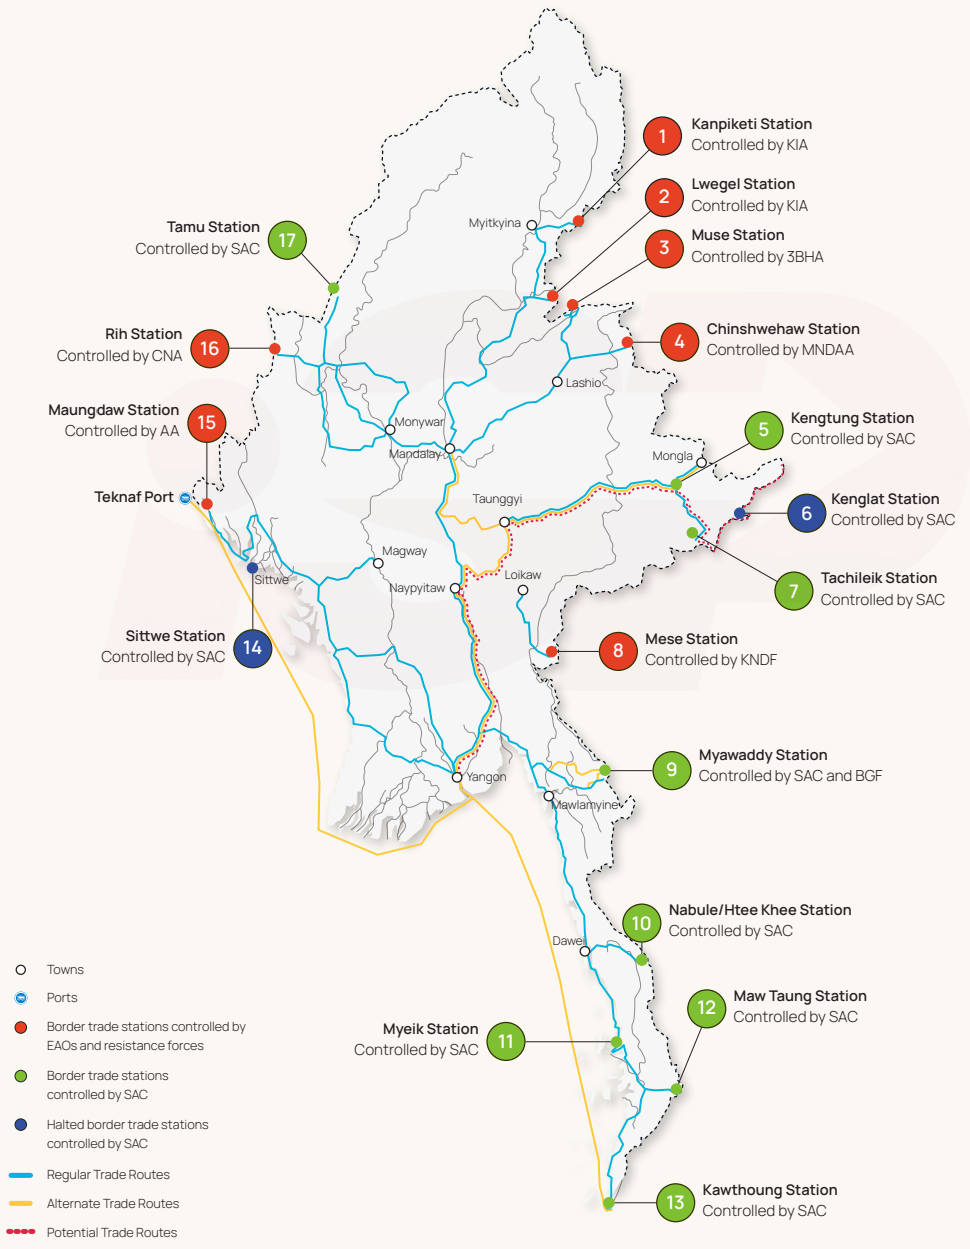 1
Kanpiketi Station
Controlled by KIA
2
Lwegel Station
Controlled by KIA
3
Muse Station
Controlled by 3BHA
Myitkyina
17
Tamu Station
Controlled by SAC
16
Rih Station
Controlled by CNA
4
Chinshwehaw Station
Controlled by MNDAA
Lashio
15
Maungdaw Station
Controlled by AA
Monywar
Mandalay
5
Kengtung Station
Controlled by SAC
Mongla
Teknaf Port
Taunggyi
6
Kenglat Station
Controlled by SAC
Magway
Sittwe
Naypyitaw
Loikaw
7
Tachileik Station
Controlled by SAC
14
Sittwe Station
Controlled by SAC
8
Mese Station
Controlled by KNDF
9
Myawaddy Station
Controlled by SAC and BGF
Yangon
Mawlamyine
10
Nabule/Htee Khee Station
Controlled by SAC
Dawei
12
Maw Taung Station
Controlled by SAC
11
Myeik Station
Controlled by SAC
13
Kawthoung Station
Controlled by SAC
Towns
Ports
Border trade stations controlled by
EAOs and resistance forces
Border trade stations
controlled by SAC
Halted border trade stations
controlled by SAC
Regular Trade Routes
Alternate Trade Routes
Potential Trade Routes